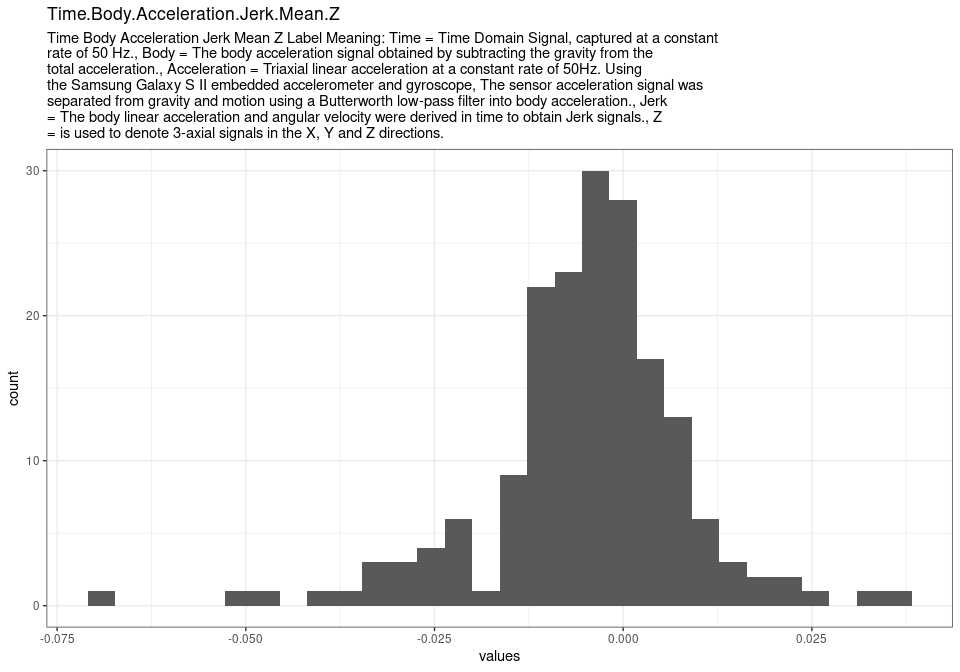 Time.Body.Acceleration.Jerk.Mean.Z
Time Body Acceleration Jerk Mean Z Label Meaning: Time = Time Domain Signal, captured at a constant
rate of 50 Hz., Body = The body acceleration signal obtained by subtracting the gravity from the
total acceleration., Acceleration = Triaxial linear acceleration at a constant rate of 50Hz. Using
the Samsung Galaxy S II embedded accelerometer and gyroscope, The sensor acceleration signal was
separated from gravity and motion using a Butterworth low-pass filter into body acceleration., Jerk
= The body linear acceleration and angular velocity were derived in time to obtain Jerk signals., Z
= is used to denote 3-axial signals in the X, Y and Z directions.
30
20
10
0
count
-0.075
-0.050
-0.025
0.000
0.025
values